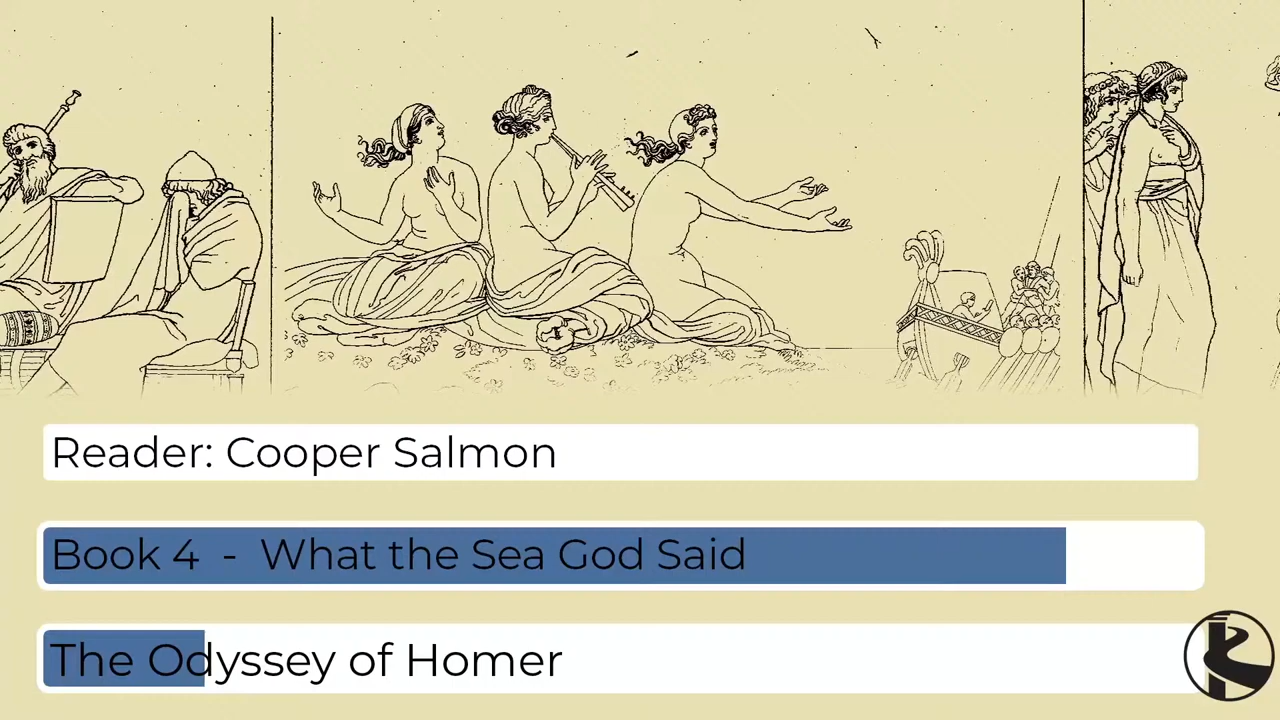 Reader: Cooper Salmon
Book 4 - What the Sea God Said
The Odyssey of Homer